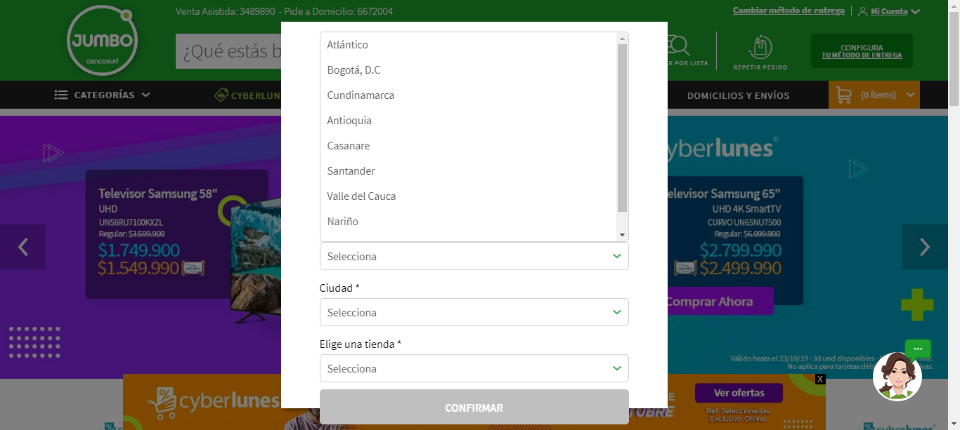 Venta Asistida: 3489890 - Pide a Domicilio: 6672004
Cambiar método de entrega
Mi Cuenta
JUMBO
cencosud
¿Qué estás b
R POR LISTA
REPETIR PEDIDO
CONFIGURA
TU MÉTODO DE ENTREGA
CATEGORÍAS
CYBERLUN
DOMICILIOS Y ENVÍOS
(0 ítems)
Atlántico
Bogotá, D.C
Cundinamarca
Antioquia
Casanare
Santander
Valle del Cauca
Nariño
Selecciona
Ciudad *
Selecciona
Elige una tienda *
Selecciona
CONFIRMAR
Televisor Samsung 58"
UHD
UN58RU7100KXZL
Regular: $3.599.900
$1.749.900
$1.549.990
yberlunes
elevisor Samsung 65"
UHD 4K SmartTV
CURVO UN65NU7500
Regular: $6.099.900
$2.799.990
$2.499.990
Comprar Ahora
Válido hasta el 23/10/19 - 30 und disponibles
No aplica para tarjetas
X
cyberlunes
Ver ofertas
Ref. Seleccionadas
Exclusivo Online.
cyberlunes